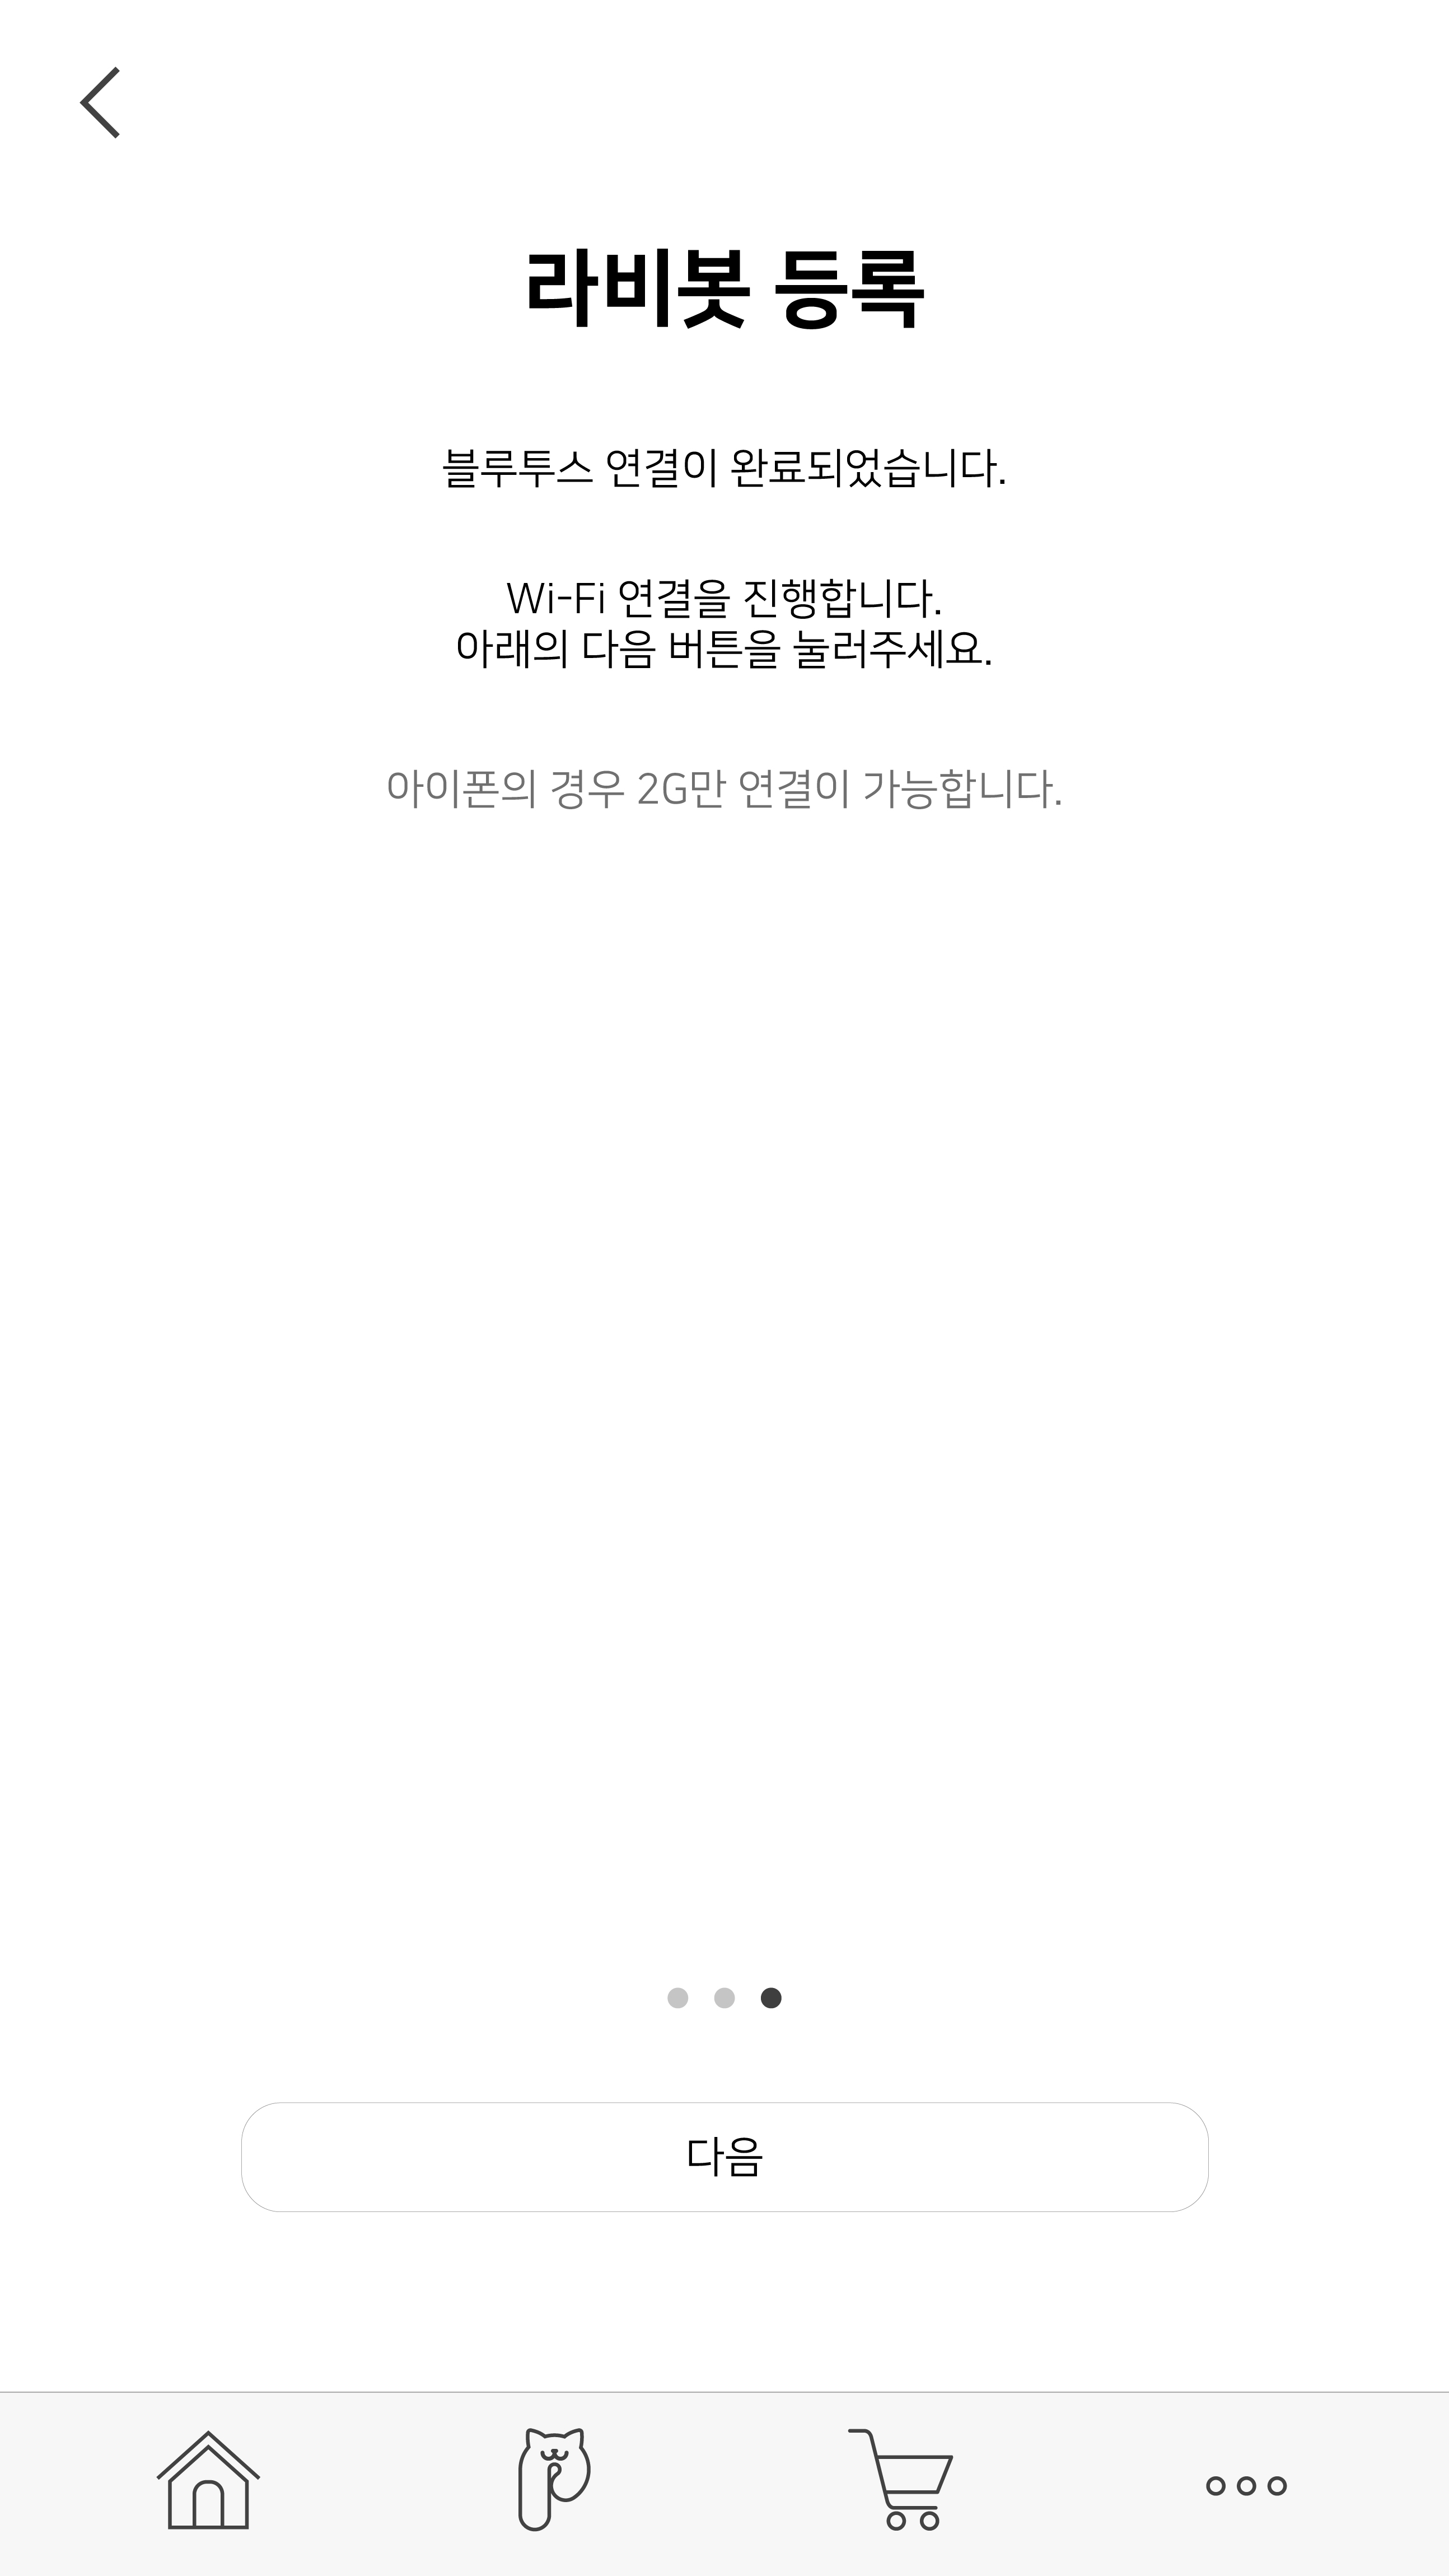 라비봇 등록
블루투스 연결이 완료되었습니다.
Wi-Fi 연결을 진행합니다.
아래의 다음 버튼을 눌러주세요.
아이폰의 경우 2G만 연결이 가능합니다.
다음